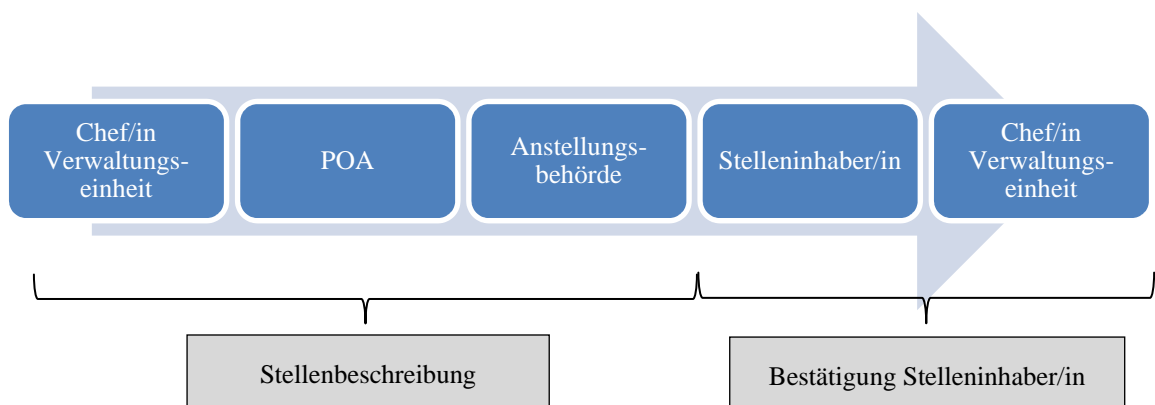 Chef/in
Verwaltungs-
einheit
POA
Anstellungs-
behörde
Stelleninhaber/in
Chef/in
Verwaltungs-
einheit
Stellenbeschreibung
Bestätigung Stelleninhaber/in